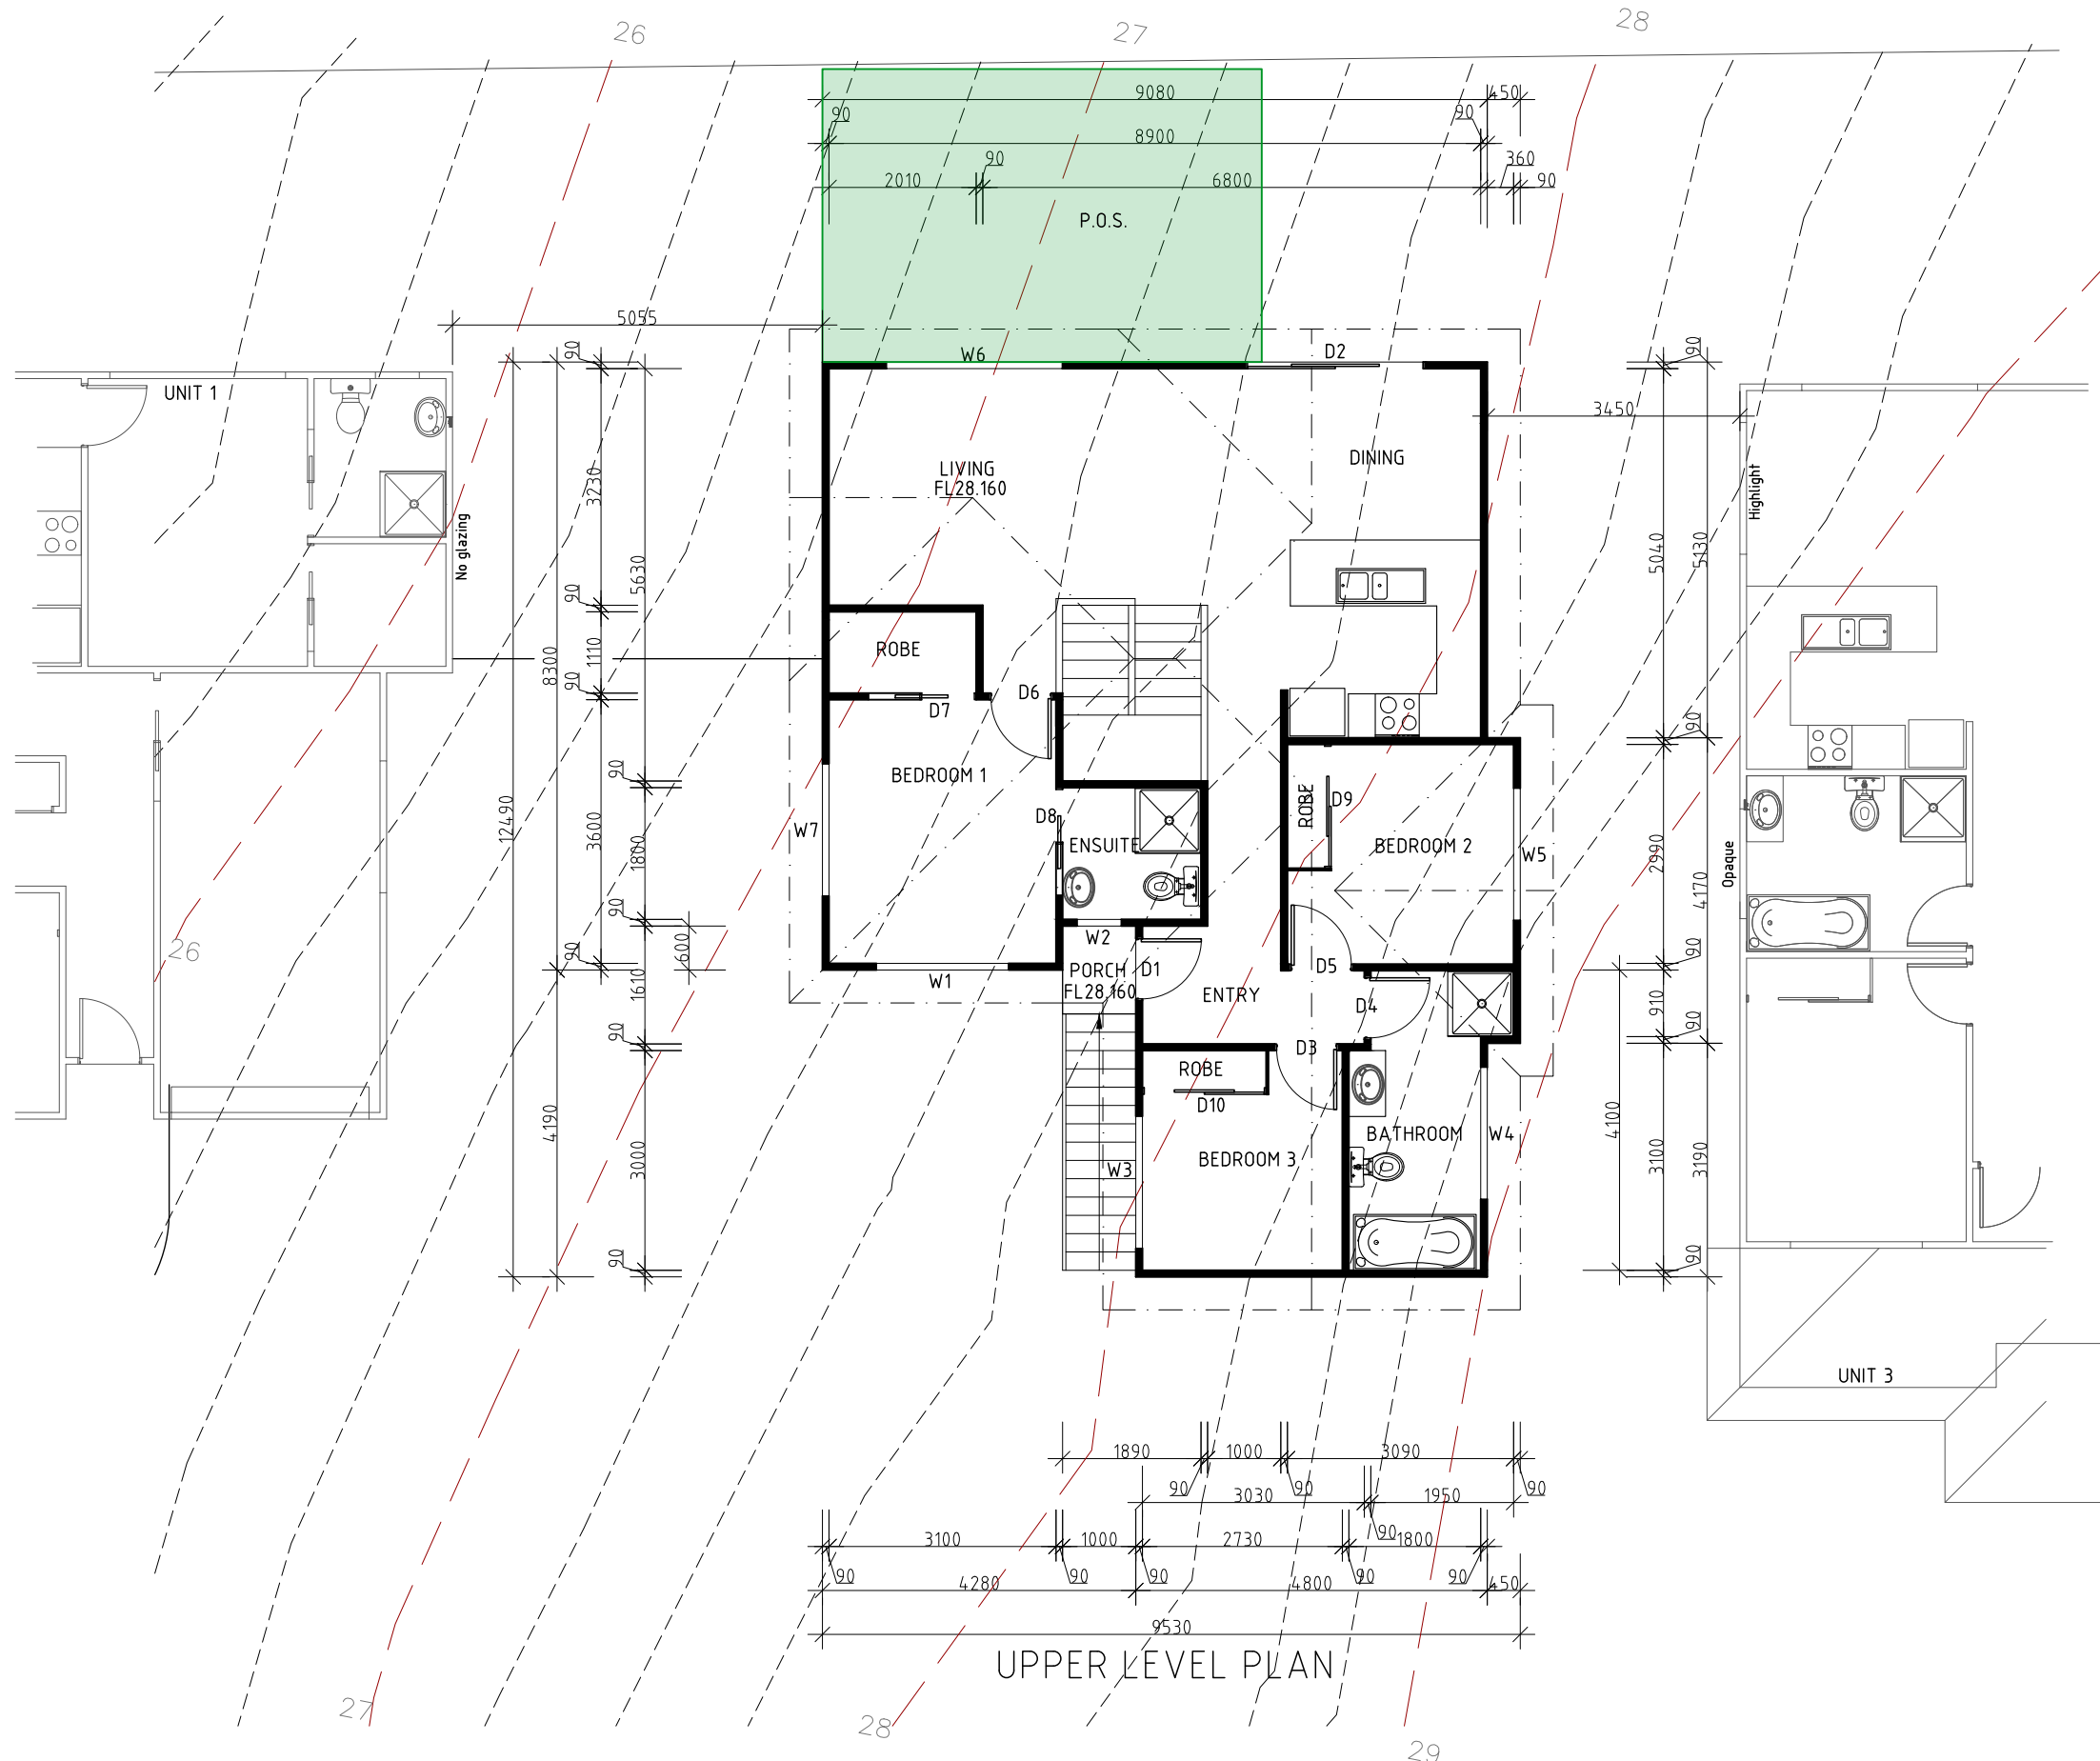 26
27
28
9080
450
90
90
8900
90
360
2010
6800
90
P.O.S.
5055
90
W6
D2
90
UNIT 1
3450
LIVING
FL28.160
DINING
3230
Highlight
No glazing
5630
5040
5130
90
1110
8300
ROBE
90
D6
D7
90
BEDROOM 1
90
ROBE
D9
12490
3600
1800
W7
D8
ENSUITE
BEDROOM 2
W5
2990
4170
Opaque
90
600
90
26
W2
90
1610
PORCH
FL28.160
D1
W1
D5
ENTRY
D4
910
90
90
D3
ROBE
D10
4190
3000
W3
BEDROOM 3
BATHROOM
W4
4100
3100
3190
90
90
UNIT 3
1890
1000
3090
90
3030
90
1950
90
3100
1000
2730
90
1800
90
4280
90
90
4800
90
90
450
9530
UPPER LEVEL PLAN
27
28
29